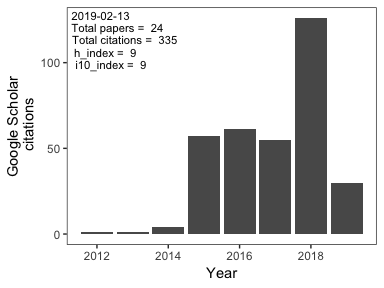 2019-02-13
Total papers = 24
Total citations = 335
h_index = 9
i10_index = 9
Google Scholar
citations
100
50
0
2012
2014
2016
2018
Year